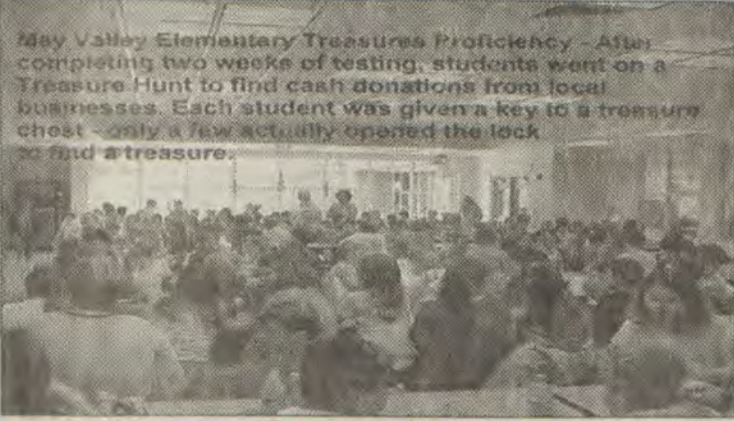 May Valley Elementary Treasures Proficiency - After
completing two weeks of testing, students went on a
Treasure Hunt to find cash donations from local
businesses. Each student was given a key to a treasure
chest - only a few actually opened the lock
to find a treasure.